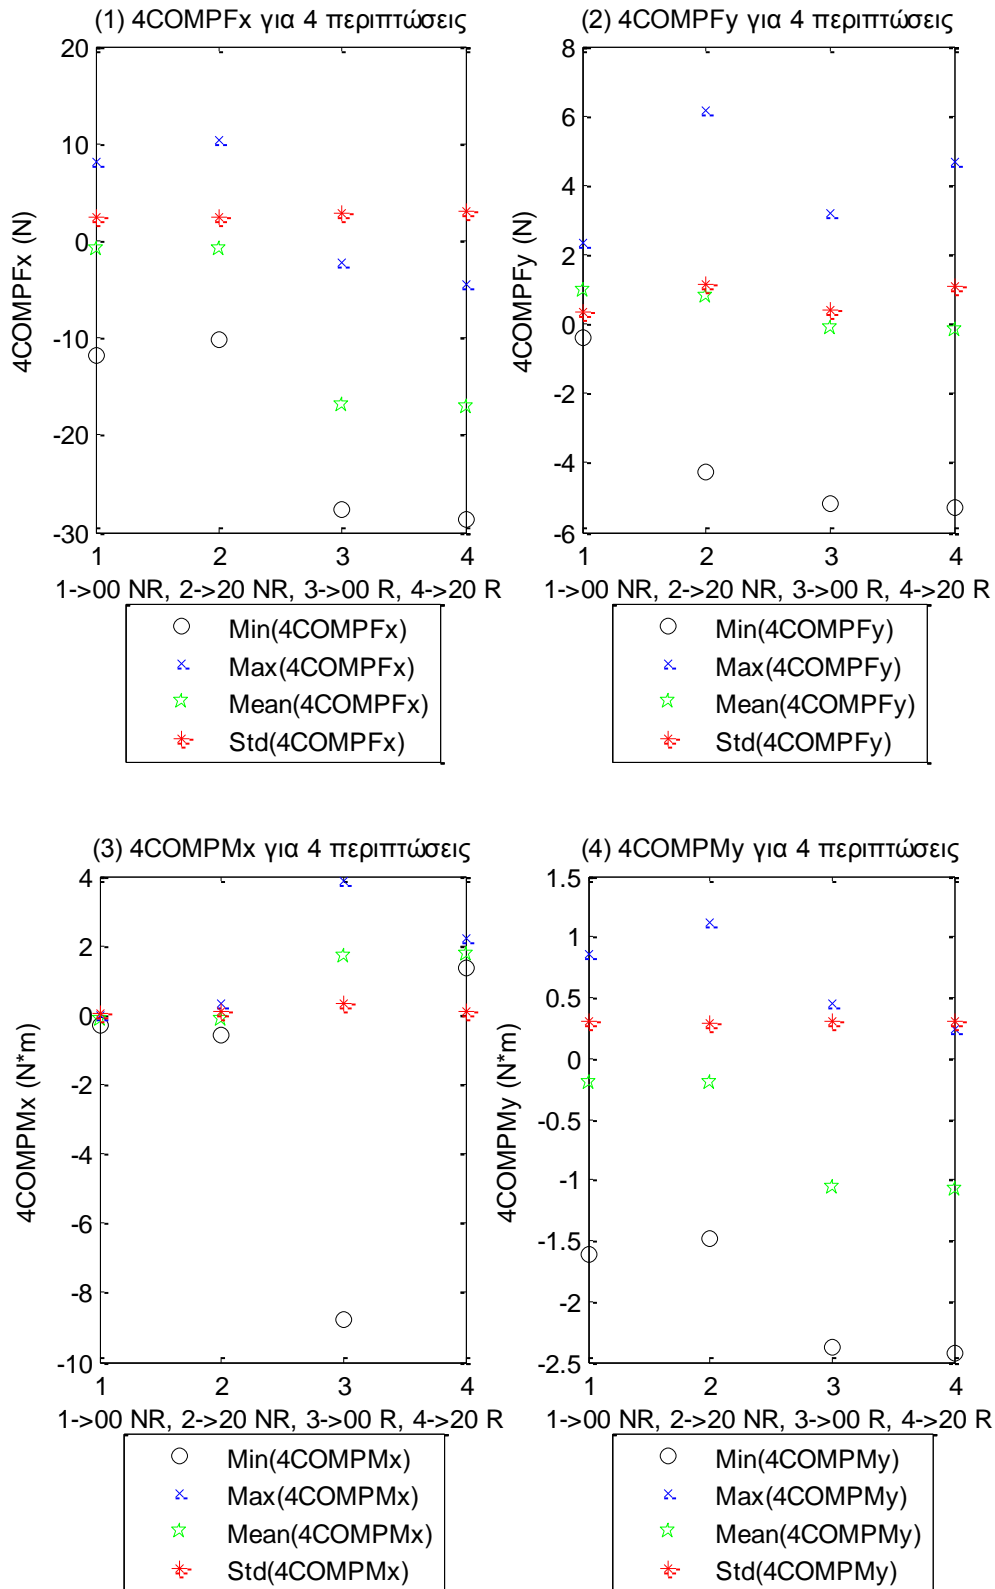 (1) 4COMPFx για 4 περιπτώσεις
20
10
0
-10
-20
-30
4COMPFx (N)
1 2 3 4
1->00 NR, 2->20 NR, 3->00 R, 4->20 R
Min(4COMPFx)
Max(4COMPFx)
Mean(4COMPFx)
Std(4COMPFx)
(2) 4COMPFy για 4 περιπτώσεις
8
6
4
2
0
-2
-4
-6
4COMPFy (N)
1 2 3 4
1->00 NR, 2->20 NR, 3->00 R, 4->20 R
Min(4COMPFy)
Max(4COMPFy)
Mean(4COMPFy)
Std(4COMPFy)
(3) 4COMPMx για 4 περιπτώσεις
4
2
0
-2
-4
-6
-8
-10
4COMPMx (N*m)
1 2 3 4
1->00 NR, 2->20 NR, 3->00 R, 4->20 R
Min(4COMPMx)
Max(4COMPMx)
Mean(4COMPMx)
Std(4COMPMx)
(4) 4COMPMy για 4 περιπτώσεις
1.5
1
0.5
0
-0.5
-1
-1.5
-2
-2.5
4COMPMy (N*m)
1 2 3 4
1->00 NR, 2->20 NR, 3->00 R, 4->20 R
Min(4COMPMy)
Max(4COMPMy)
Mean(4COMPMy)
Std(4COMPMy)